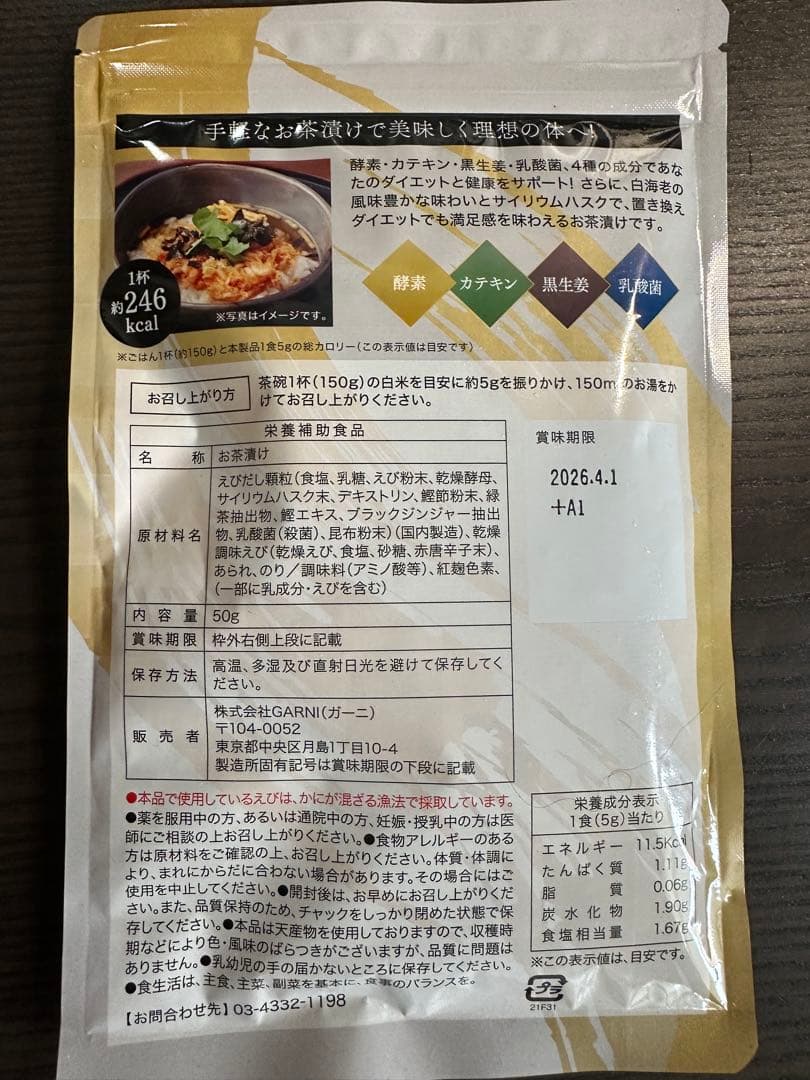 手軽なお茶漬けで美味しく理想の体へ!
酵素・カテキン・黒生姜・乳酸菌、4種の成分であな
たのダイエットと健康をサポート! さらに、白海老の
風味豊かな味わいとサイリウムハスクで、置き換え
ダイエットでも満足感を味わえるお茶漬けです。
酵素
カテキン
黒生姜
乳酸菌
1杯
約246
kcal
※写真はイメージです。
※ごはん1杯(約150g)と本製品1食5gの総カロリー(この表示値は目安です)
お召し上がり方
茶碗1杯(150g)の白米を目安に約5gを振りかけ、150mlのお湯をか
けてお召し上がりください。
栄養補助食品
名 称 お茶漬け
原材料名
えびだし顆粒(食塩、乳糖、えび粉末、乾燥酵母、
サイリウムハスク末、デキストリン、鰹節粉末、緑
茶抽出物、鰹エキス、ブラックジンジャー抽出
物、乳酸菌(殺菌)、昆布粉末)(国内製造)、乾燥
調味えび(乾燥えび、食塩、砂糖、赤唐辛子末)、
あられ、のり/調味料(アミノ酸等)、紅麹色素、
(一部に乳成分・えびを含む)
内容量 50g
賞味期限 枠外右側上段に記載
保存方法
高温、多湿及び直射日光を避けて保存してく
ださい。
販売者
株式会社GARNI(ガーニ)
〒104-0052
東京都中央区月島1丁目10-4
製造所固有記号は賞味期限の下段に記載
賞味期限
2026.4.1
+A1
●本品で使用しているえびは、かにが混ざる漁法で採取しています。
●薬を服用中の方、あるいは通院中の方、妊娠・授乳中の方は医
師にご相談の上お召し上がりください。●食物アレルギーのある
方は原材料をご確認の上、お召し上がりください。体質・体調に
より、まれにからだに合わない場合があります。その場合はご
使用を中止してください。●開封後は、お早めにお召し上がりくだ
さい。また、品質保持のため、チャックをしっかり閉めた状態で保
存してください。●本品は天産物を使用しておりますので、収穫時
期などにより色・風味のばらつきがございますが、品質に問題は
ありません。●乳幼児の手の届かないところに保存してください。
●食生活は、主食、主菜、副菜を基本に、食事のバランスを。
【お問合わせ先】03-4332-1198
栄養成分表示
1食(5g)当たり
エネルギー 11.5Kcal
たんぱく質 1.11g
脂質 0.06g
炭水化物 1.90g
食塩相当量 1.67g
※この表示値は、目安です。
プラ
21F31